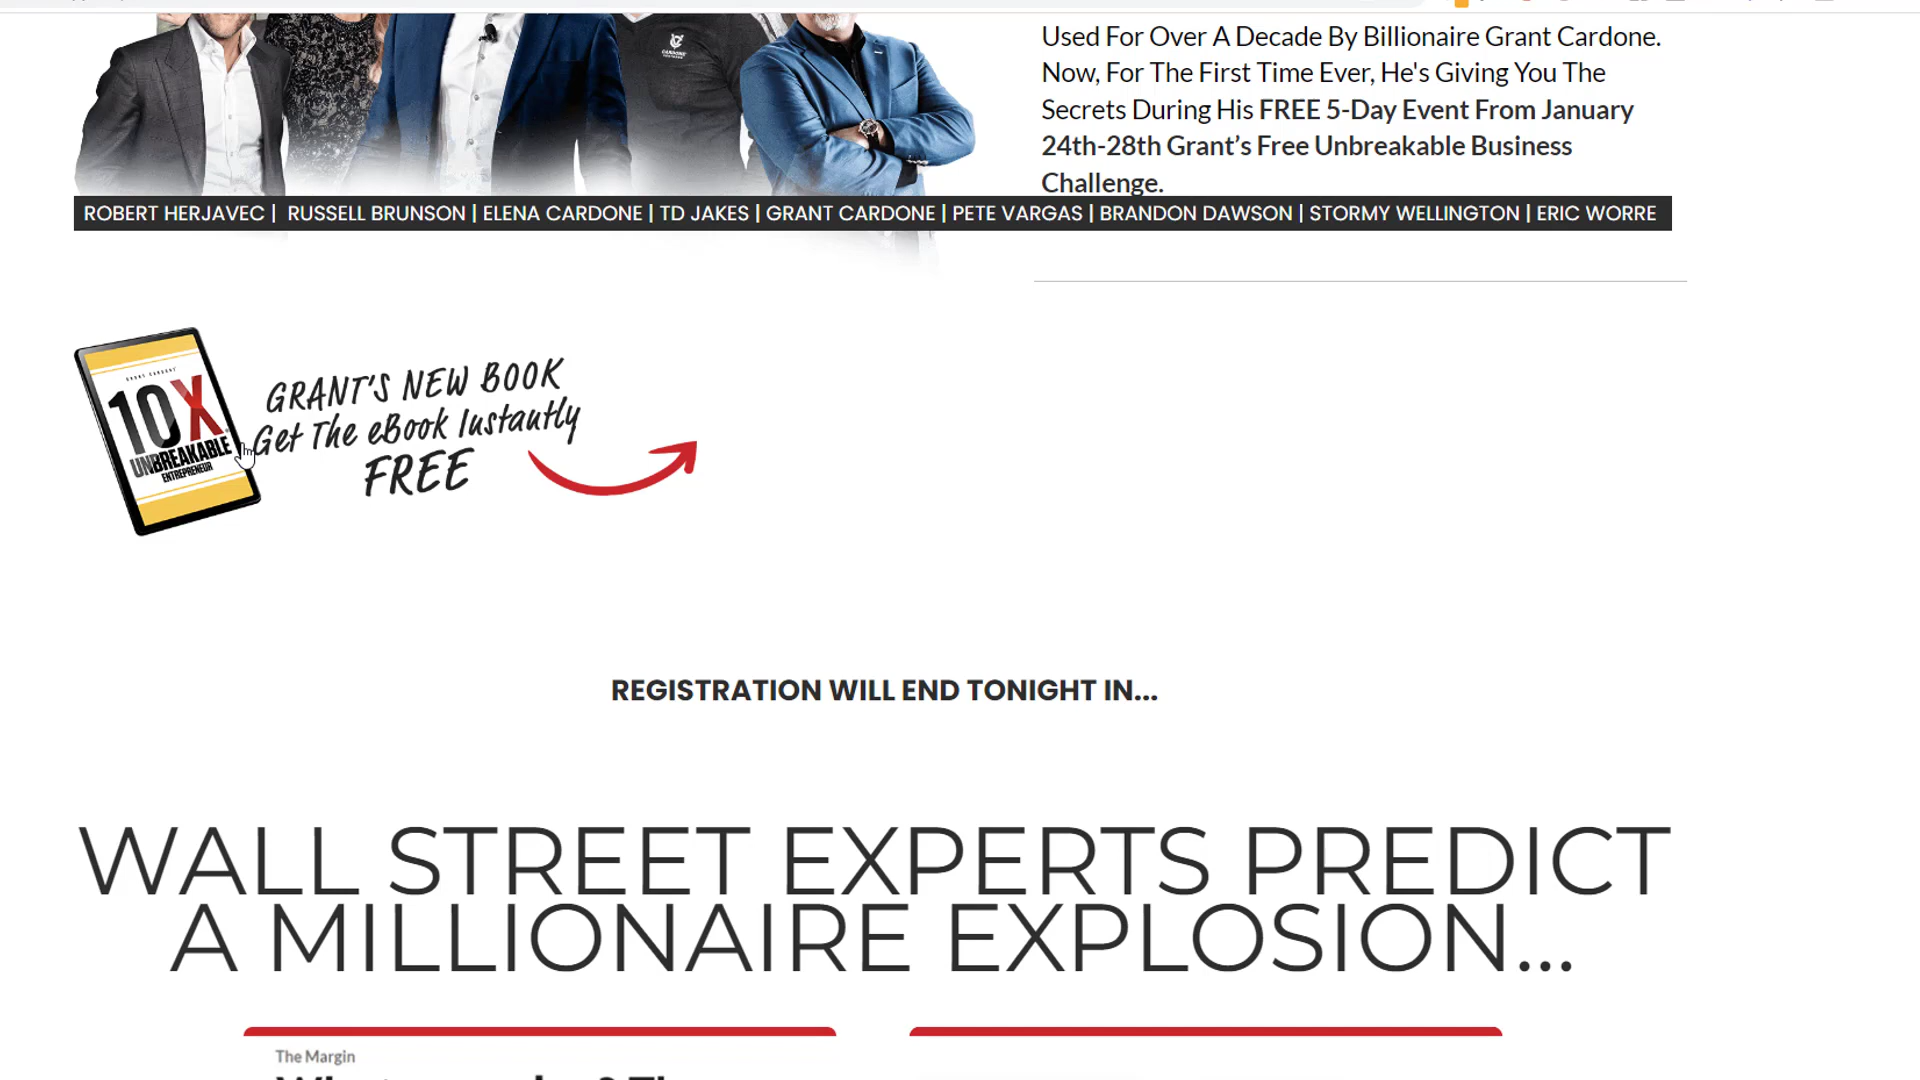 Used For Over A Decade By Billionaire Grant Cardone.
Now, For The First Time Ever, He's Giving You The
Secrets During His FREE 5-Day Event From January
24th-28th Grant’s Free Unbreakable Business
Challenge.
ROBERT HERJAVEC | RUSSELL BRUNSON | ELENA CARDONE | TD JAKES | GRANT CARDONE | PETE VARGAS | BRANDON DAWSON | STORMY WELLINGTON | ERIC WORRE
GRANT CARDONE
10X
UNBREAKABLE
ENTREPRENEUR
GRANT'S NEW BOOK
Get The eBook Instantly
FREE
REGISTRATION WILL END TONIGHT IN...
WALL STREET EXPERTS PREDICT
A MILLIONAIRE EXPLOSION...
The Margin